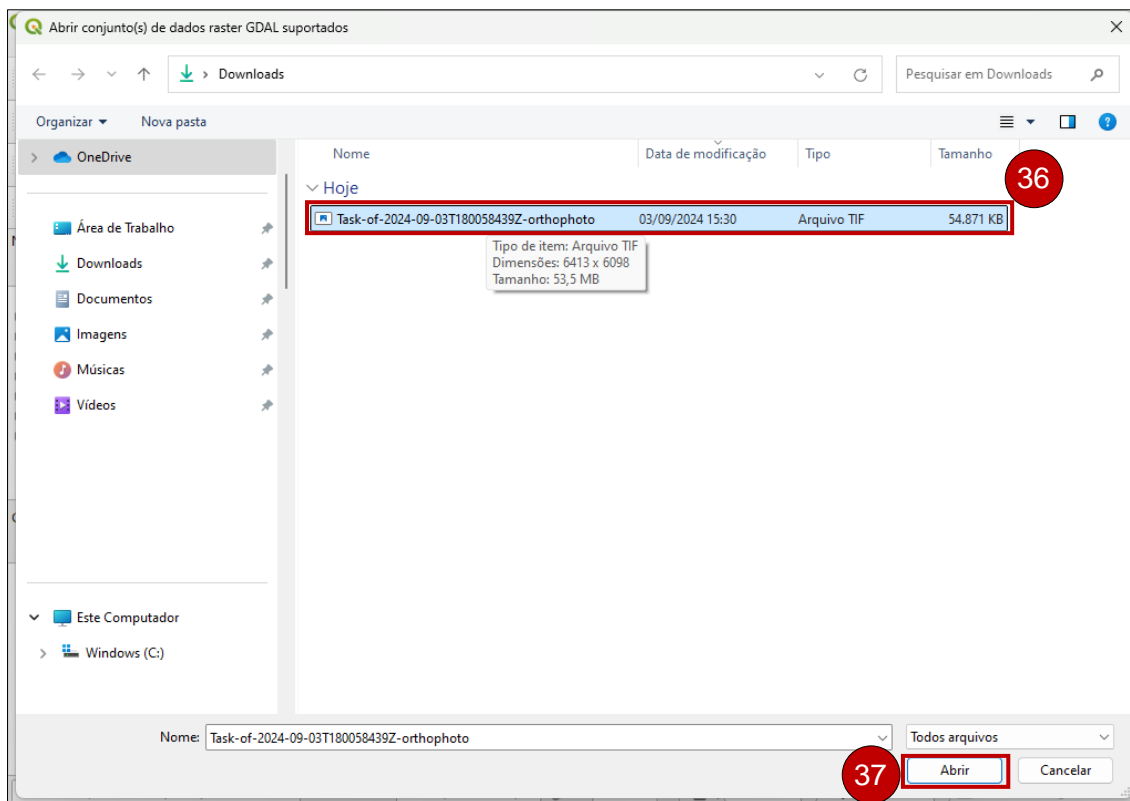 Abrir conjunto(s) de dados raster GDAL suportados
Downloads
Pesquisar em Downloads
Organizar
Nova pasta
OneDrive
Nome
Data de modificação
Tipo
Tamanho
36
Hoje
Task-of-2024-09-03T180058439Z-orthophoto
03/09/2024 15:30
Arquivo TIF
54.871 KB
Tipo de item: Arquivo TIF
Dimensões: 6413 x 6098
Tamanho: 53,5 MB
Área de Trabalho
Downloads
Documentos
Imagens
Músicas
Vídeos
Este Computador
Windows (C:)
Nome:
Task-of-2024-09-03T180058439Z-orthophoto
Todos arquivos
37
Abrir
Cancelar